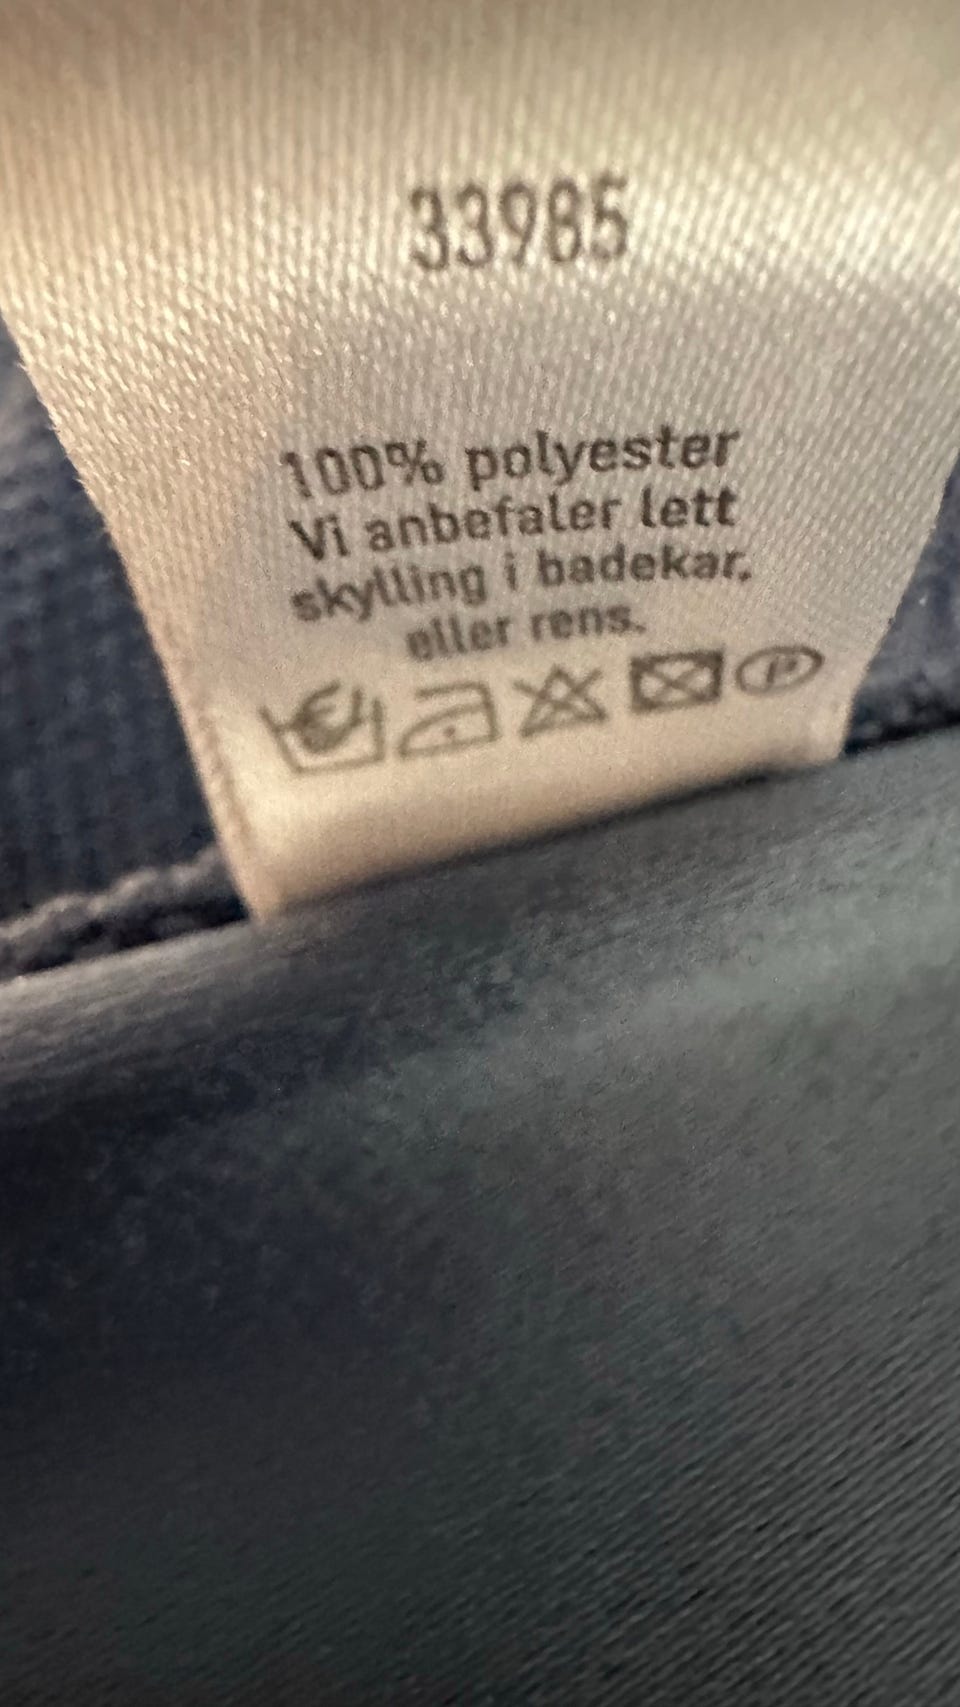 33985
100% polyester
Vi anbefaler lett
skylling i badekar,
eller rens.
P